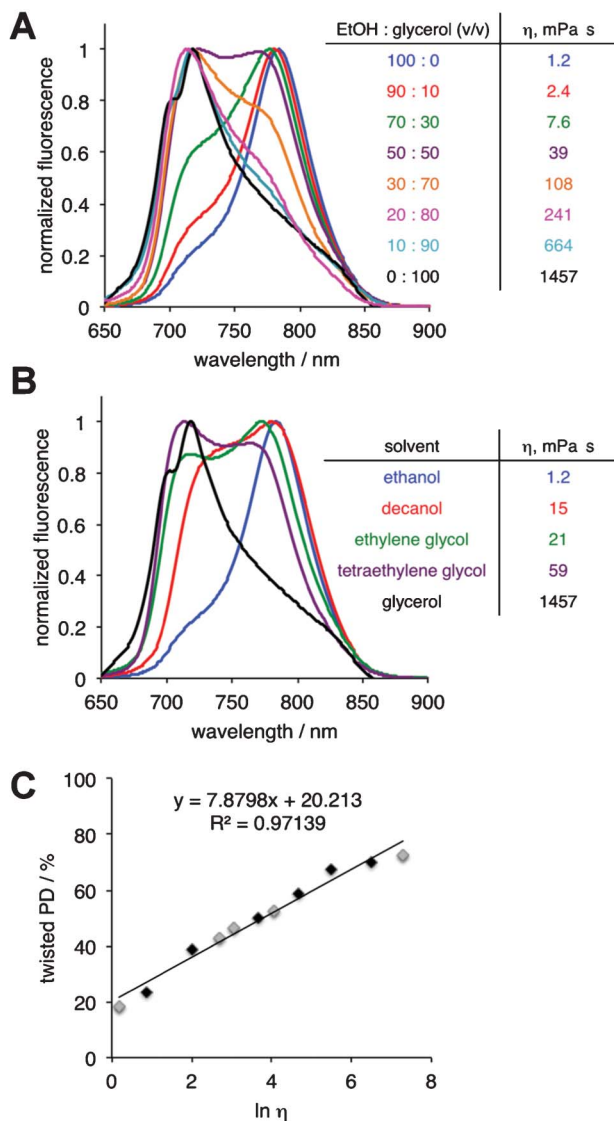 A
EtOH : glycerol (v/v) η, mPa s
100 : 0 1.2
90 : 10 2.4
70 : 30 7.6
50 : 50 39
30 : 70 108
20 : 80 241
10 : 90 664
0 : 100 1457
normalized fluorescence
1
0.8
0.6
0.4
0.2
0
650 700 750 800 850 900
wavelength / nm
B
solvent η, mPa s
ethanol 1.2
decanol 15
ethylene glycol 21
tetraethylene glycol 59
glycerol 1457
normalized fluorescence
1
0.8
0.6
0.4
0.2
0
650 700 750 800 850 900
wavelength / nm
C
y = 7.8798x + 20.213
R² = 0.97139
twisted PD / %
100
80
60
40
20
0
0 2 4 6 8
ln η